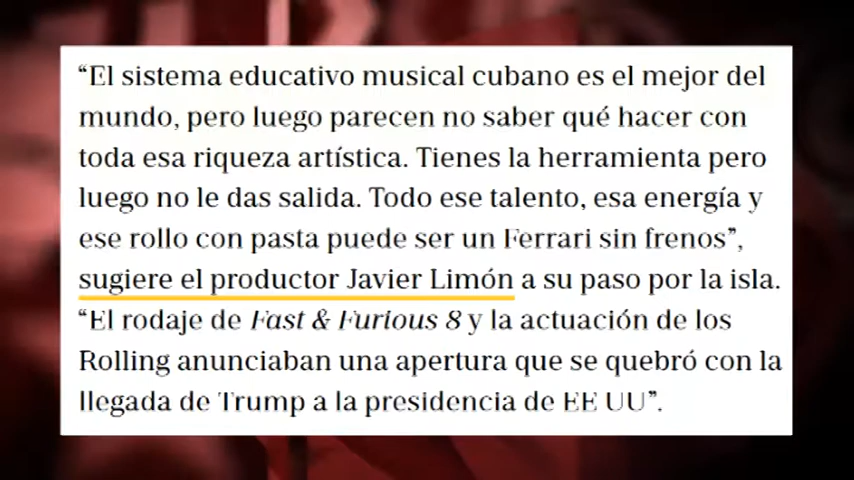 “El sistema educativo musical cubano es el mejor del
mundo, pero luego parecen no saber qué hacer con
toda esa riqueza artística. Tienes la herramienta pero
luego no le das salida. Todo ese talento, esa energía y
ese rollo con pasta puede ser un Ferrari sin frenos”,
sugiere el productor Javier Limón a su paso por la isla.
“El rodaje de Fast & Furious 8 y la actuación de los
Rolling anunciaban una apertura que se quebró con la
llegada de Trump a la presidencia de EE UU”.